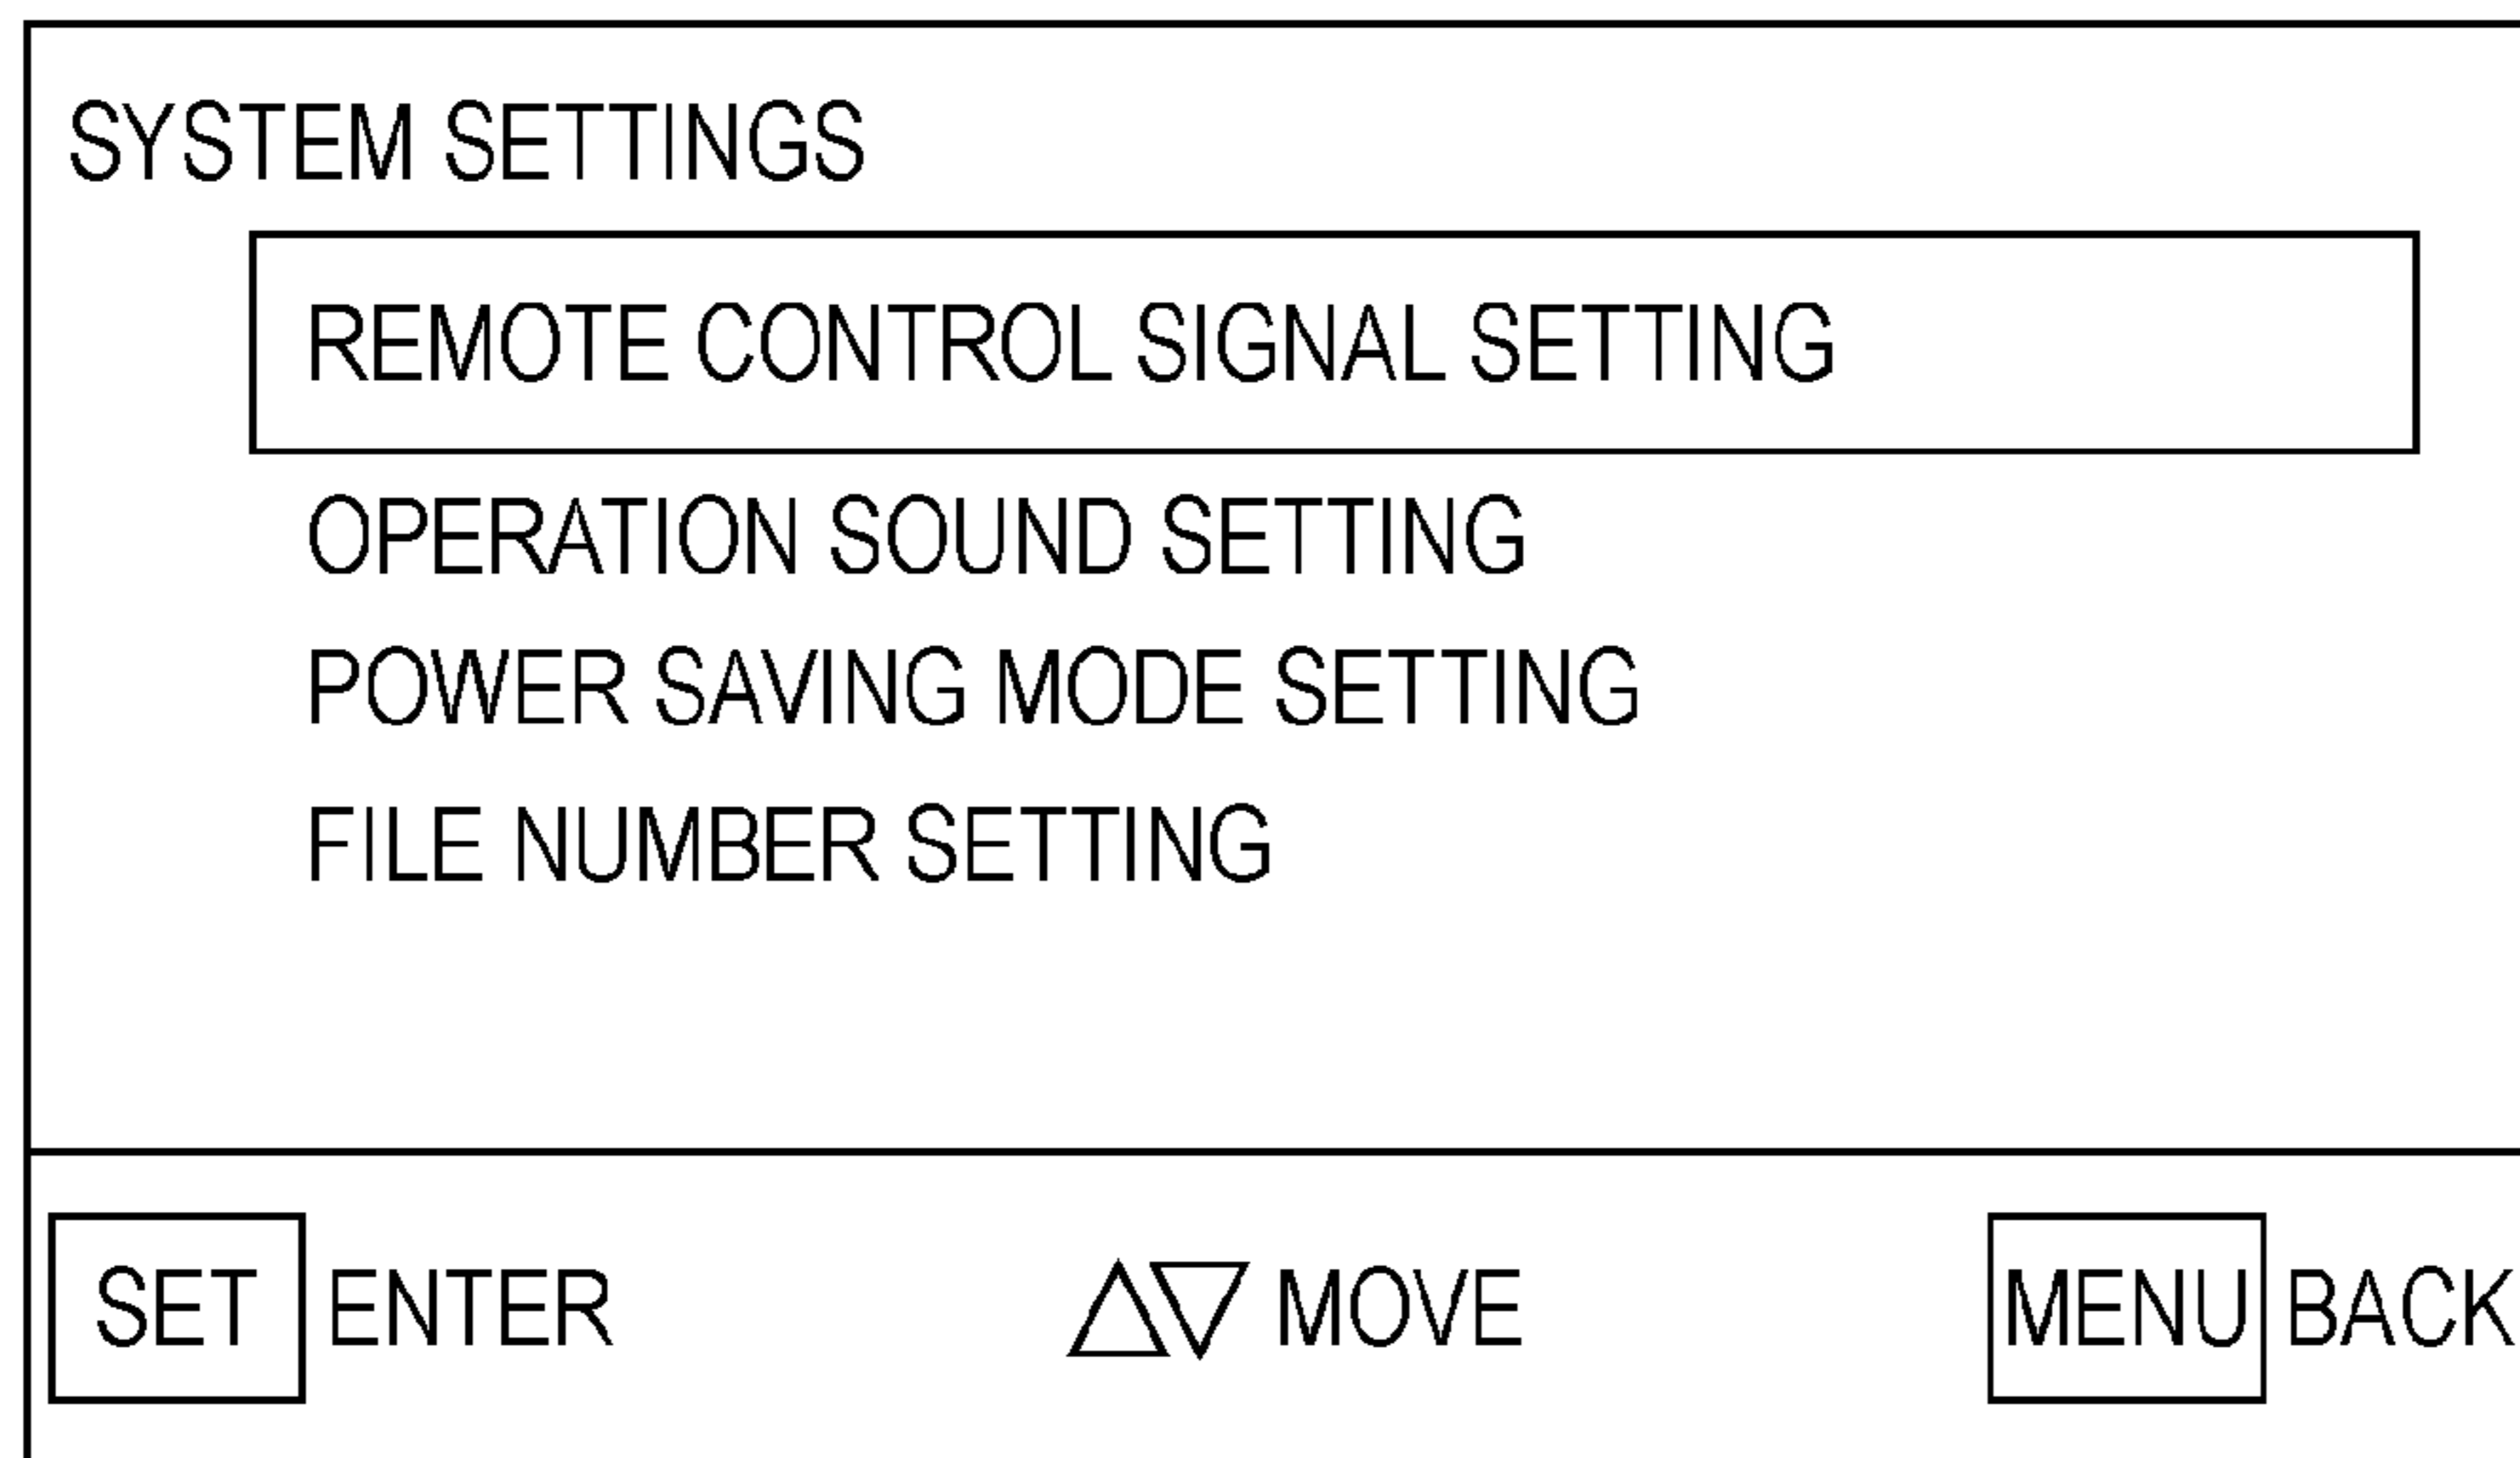 SYSTEM SETTINGS
REMOTE CONTROL SIGNAL SETTING
OPERATION SOUND SETTING
POWER SAVING MODE SETTING
FILE NUMBER SETTING
SET ENTER △▽ MOVE MENU BACK